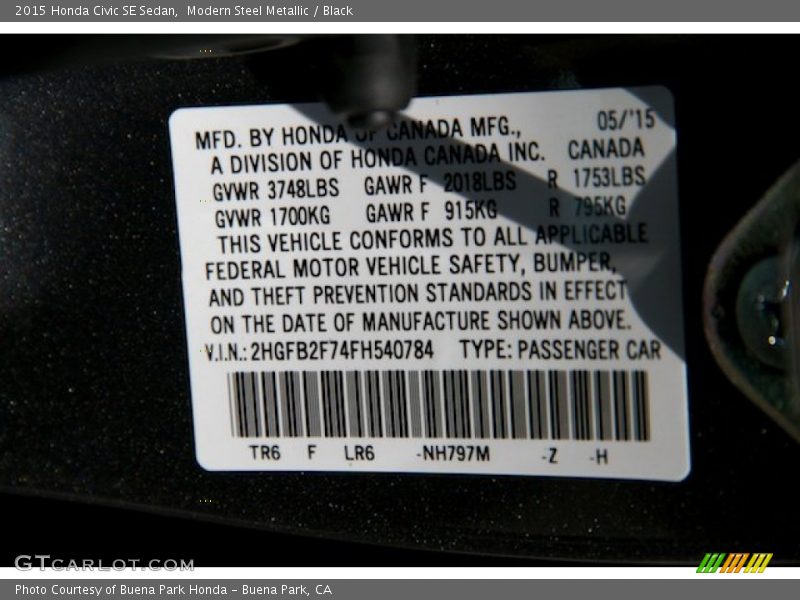 2015 Honda Civic SE Sedan, Modern Steel Metallic / Black
MFD. BY HONDA OF CANADA MFG., 05/'15
A DIVISION OF HONDA CANADA INC. CANADA
GVWR 3748LBS GAWR F 2018LBS R 1753LBS
GVWR 1700KG GAWR F 915KG R 795KG
THIS VEHICLE CONFORMS TO ALL APPLICABLE
FEDERAL MOTOR VEHICLE SAFETY, BUMPER,
AND THEFT PREVENTION STANDARDS IN EFFECT
ON THE DATE OF MANUFACTURE SHOWN ABOVE.
V.I.N.: 2HGFB2F74FH540784 TYPE: PASSENGER CAR
TR6 F LR6 -NH797M -Z -H
GTCARLOT.COM
Photo Courtesy of Buena Park Honda - Buena Park, CA